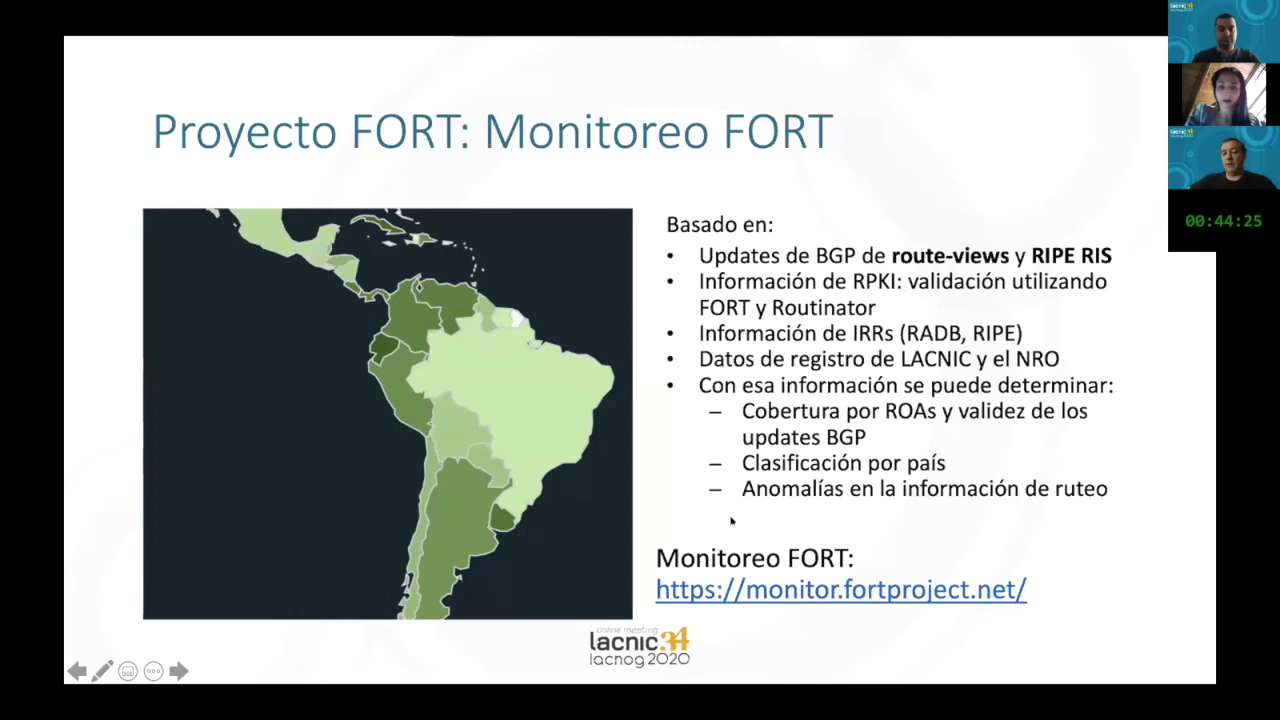 Proyecto FORT: Monitoreo FORT
Basado en:
• Updates de BGP de route-views y RIPE RIS
• Información de RPKI: validación utilizando
FORT y Routinator
• Información de IRRs (RADB, RIPE)
• Datos de registro de LACNIC y el NRO
• Con esa información se puede determinar:
– Cobertura por ROAs y validez de los
updates BGP
– Clasificación por país
– Anomalías en la información de ruteo
Monitoreo FORT:
https://monitor.fortproject.net/
online meeting
lacnic34
lacnog2020
00:44:25